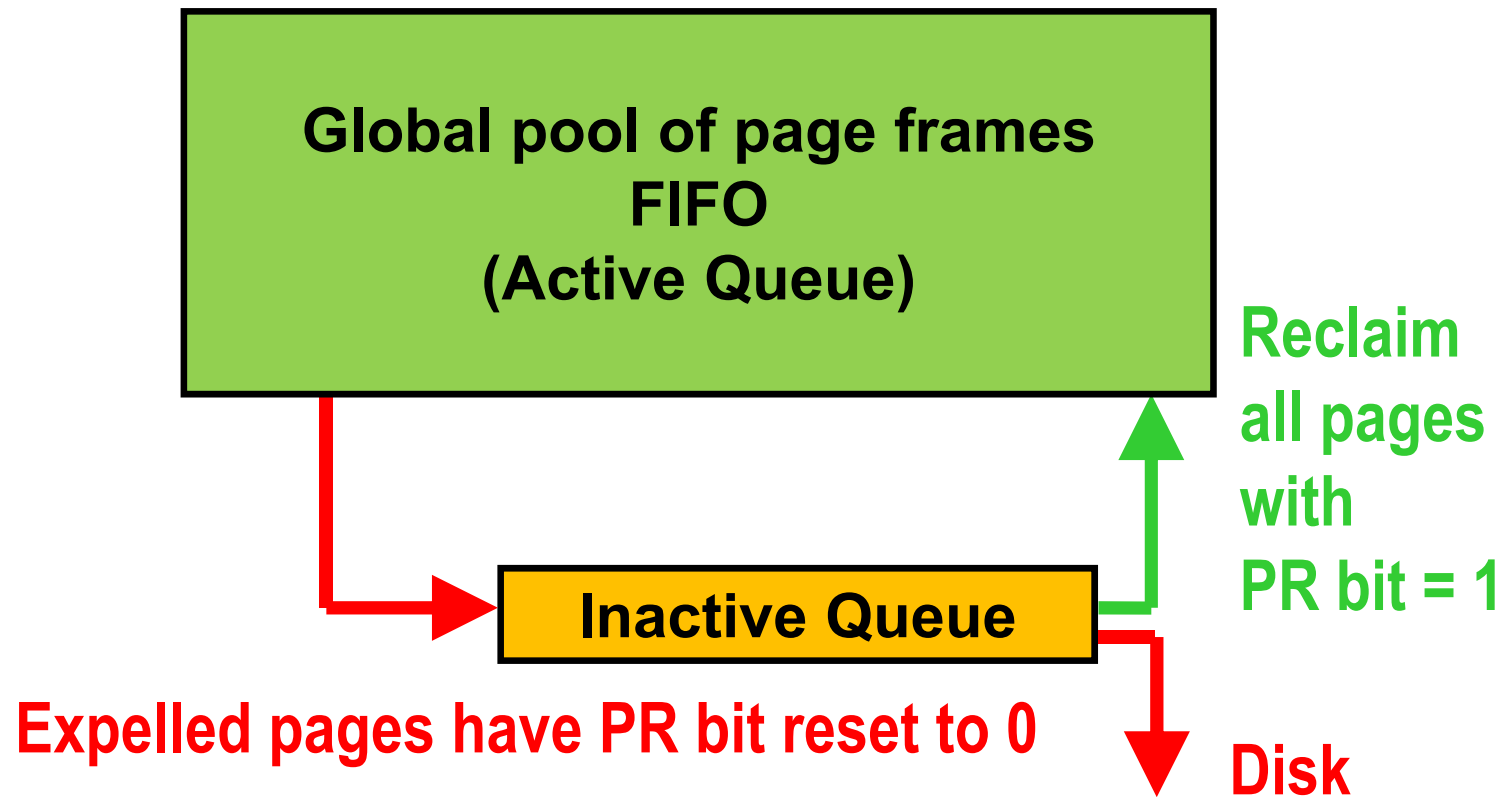 Global pool of page frames
FIFO
(Active Queue)
Reclaim
all pages
with
PR bit = 1
Inactive Queue
Expelled pages have PR bit reset to 0
Disk